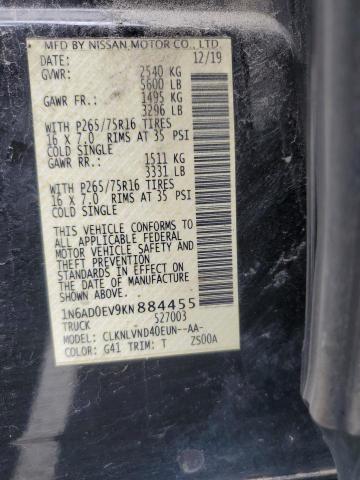 MFD BY NISSAN MOTOR CO., LTD.
DATE: 12/19
GVWR: 2540 KG
5600 LB
GAWR FR.: 1495 KG
3296 LB
WITH P265/75R16 TIRES
16 X 7.0 RIMS AT 35 PSI
COLD SINGLE
1511 KG
3331 LB
WITH P265/75R16 TIRES
16 X 7.0 RIMS AT 35 PSI
COLD SINGLE
THIS VEHICLE CONFORMS TO
ALL APPLICABLE FEDERAL
MOTOR VEHICLE SAFETY AND
THEFT PREVENTION
STANDARDS IN EFFECT ON
THE DATE OF MANUFACTURE
SHOWN ABOVE.
1N6AD0EV9KN884455
TRUCK 527003
MODEL: CLKNLVND40EUN--AA-
COLOR: G41 TRIM: T ZS00A